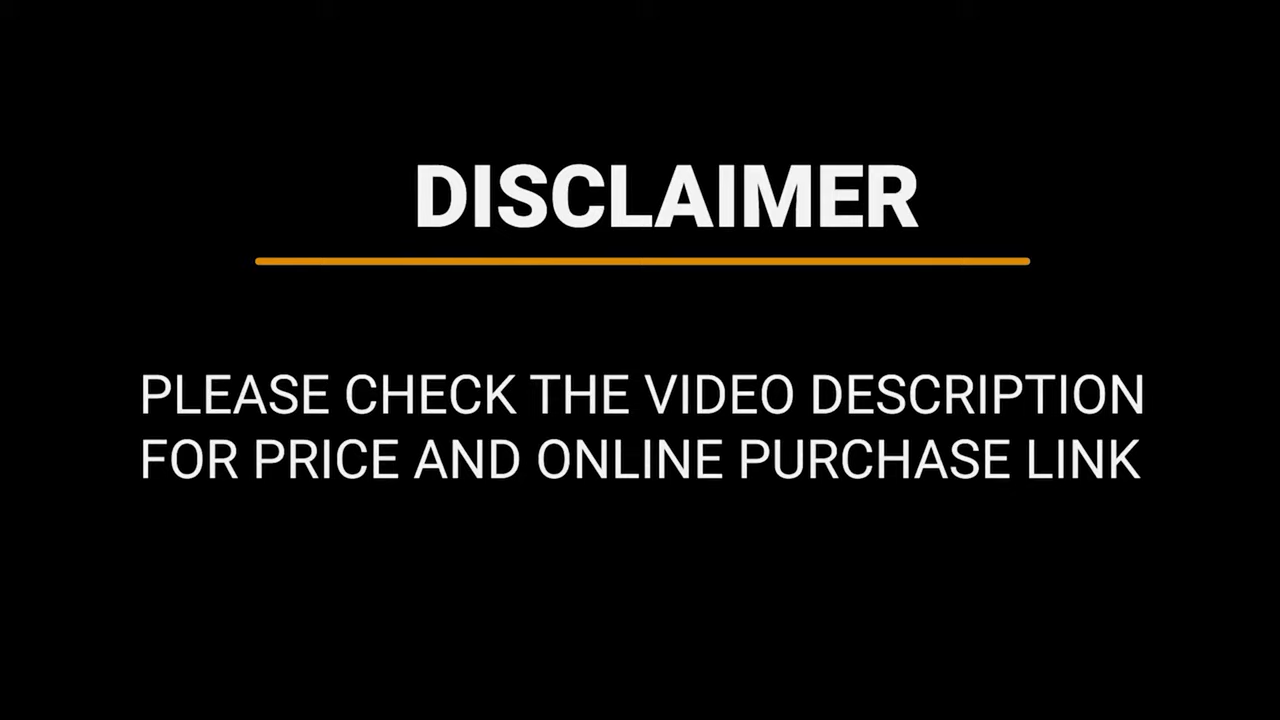 DISCLAIMER
PLEASE CHECK THE VIDEO DESCRIPTION
FOR PRICE AND ONLINE PURCHASE LINK